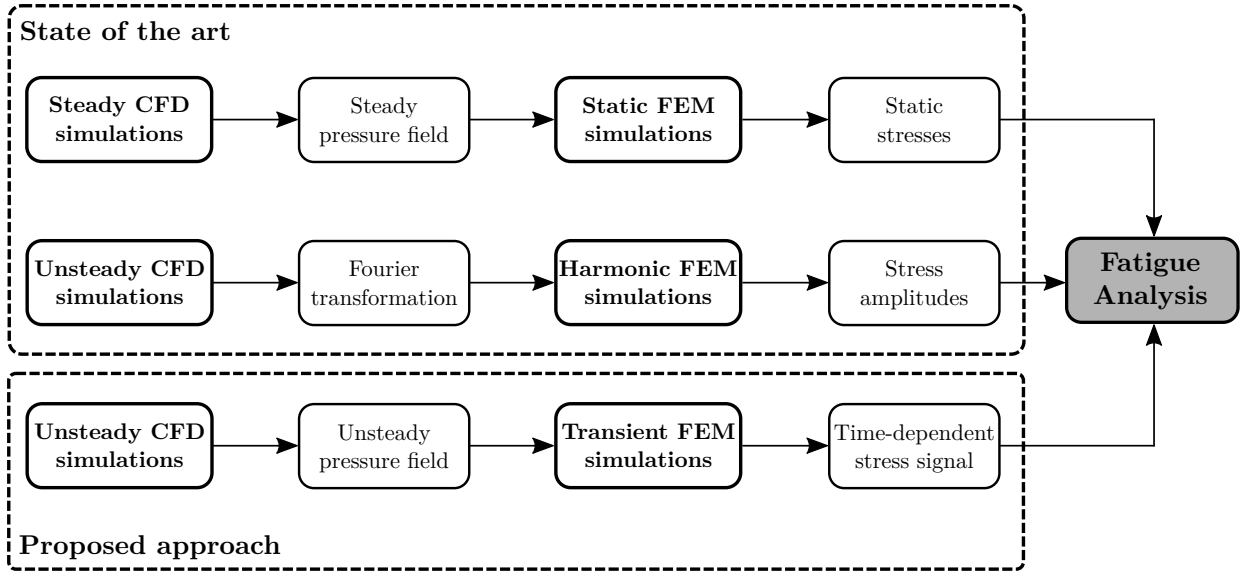 State of the art
Steady CFD
simulations
Steady
pressure field
Static FEM
simulations
Static
stresses
Unsteady CFD
simulations
Fourier
transformation
Harmonic FEM
simulations
Stress
amplitudes
Fatigue
Analysis
Unsteady CFD
simulations
Unsteady
pressure field
Transient FEM
simulations
Time-dependent
stress signal
Proposed approach